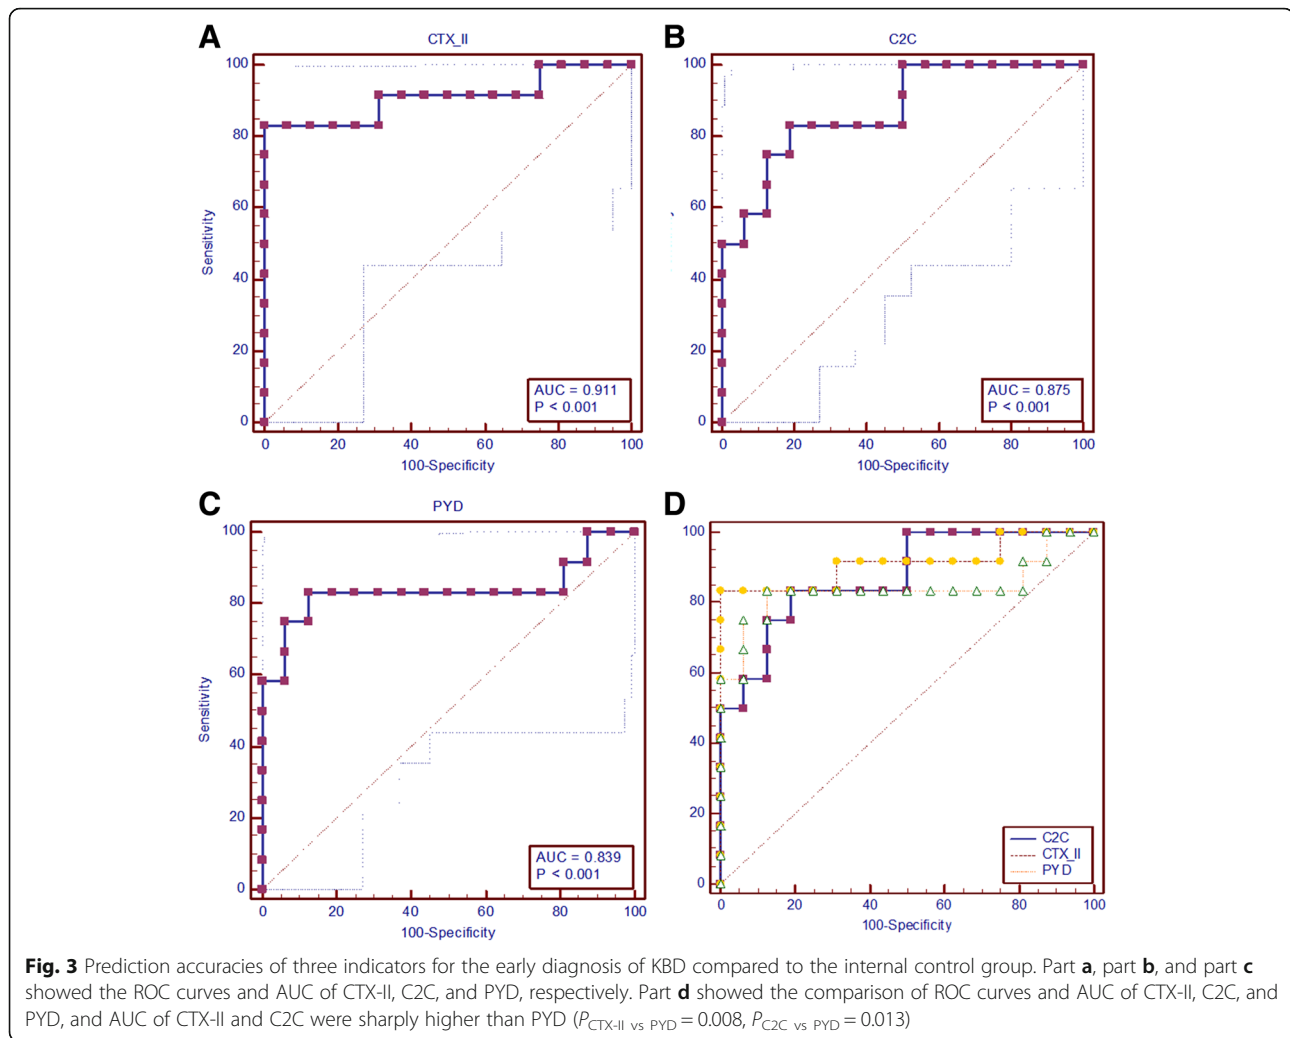 A
CTX_II
100
80
60
40
20
0
Sensitivity
AUC = 0.911
P < 0.001
0 20 40 60 80 100
100-Specificity
B
C2C
100
80
60
40
20
0
AUC = 0.875
P < 0.001
0 20 40 60 80 100
100-Specificity
C
PYD
100
80
60
40
20
0
Sensitivity
AUC = 0.839
P < 0.001
0 20 40 60 80 100
100-Specificity
D
100
80
60
40
20
0
C2C
CTX_II
PYD
0 20 40 60 80 100
100-Specificity
Fig. 3 Prediction accuracies of three indicators for the early diagnosis of KBD compared to the internal control group. Part a, part b, and part c
showed the ROC curves and AUC of CTX-II, C2C, and PYD, respectively. Part d showed the comparison of ROC curves and AUC of CTX-II, C2C, and
PYD, and AUC of CTX-II and C2C were sharply higher than PYD (P CTX-II vs PYD = 0.008, P C2C vs PYD = 0.013)